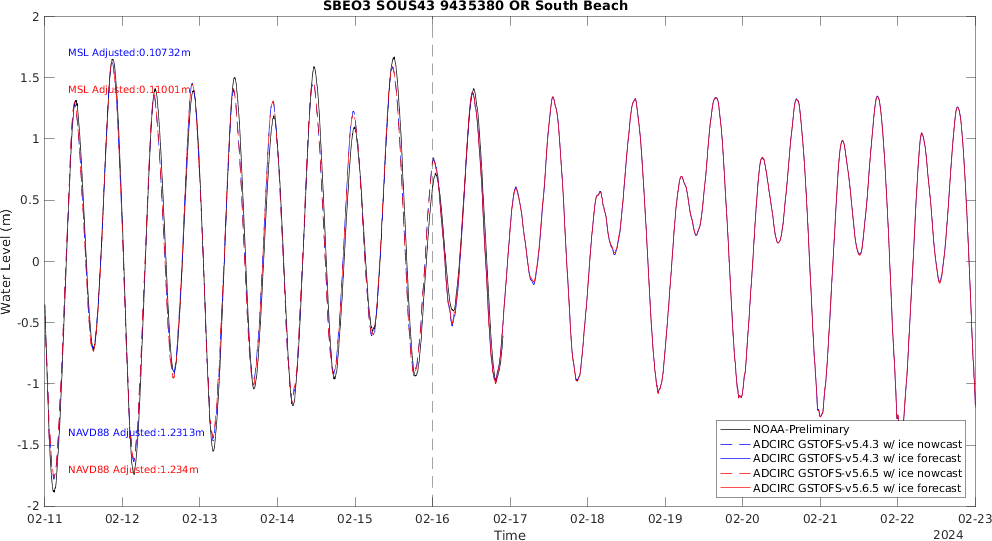 SBEO3 SOUS43 9435380 OR South Beach
Water Level (m)
2
1.5
1
0.5
0
-0.5
-1
-1.5
-2
MSL Adjusted:0.10732m
MSL Adjusted:0.11001m
NAVD88 Adjusted:1.2313m
NAVD88 Adjusted:1.234m
NOAA-Preliminary
ADCIRC GSTOFS-v5.4.3 w/ ice nowcast
ADCIRC GSTOFS-v5.4.3 w/ ice forecast
ADCIRC GSTOFS-v5.6.5 w/ ice nowcast
ADCIRC GSTOFS-v5.6.5 w/ ice forecast
02-11 02-12 02-13 02-14 02-15 02-16 02-17 02-18 02-19 02-20 02-21 02-22 02-23
Time
2024